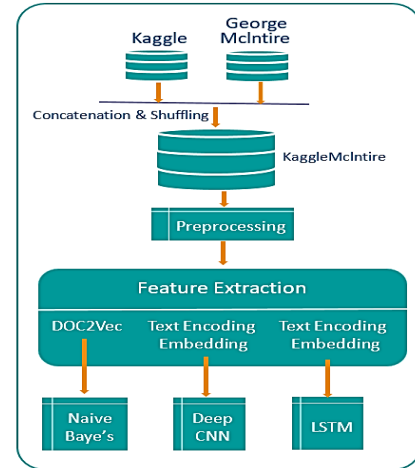 Kaggle
George
McIntire
Concatenation & Shuffling
KaggleMcIntire
Preprocessing
Feature Extraction
DOC2Vec
Text Encoding
Embedding
Text Encoding
Embedding
Naive
Baye's
Deep
CNN
LSTM